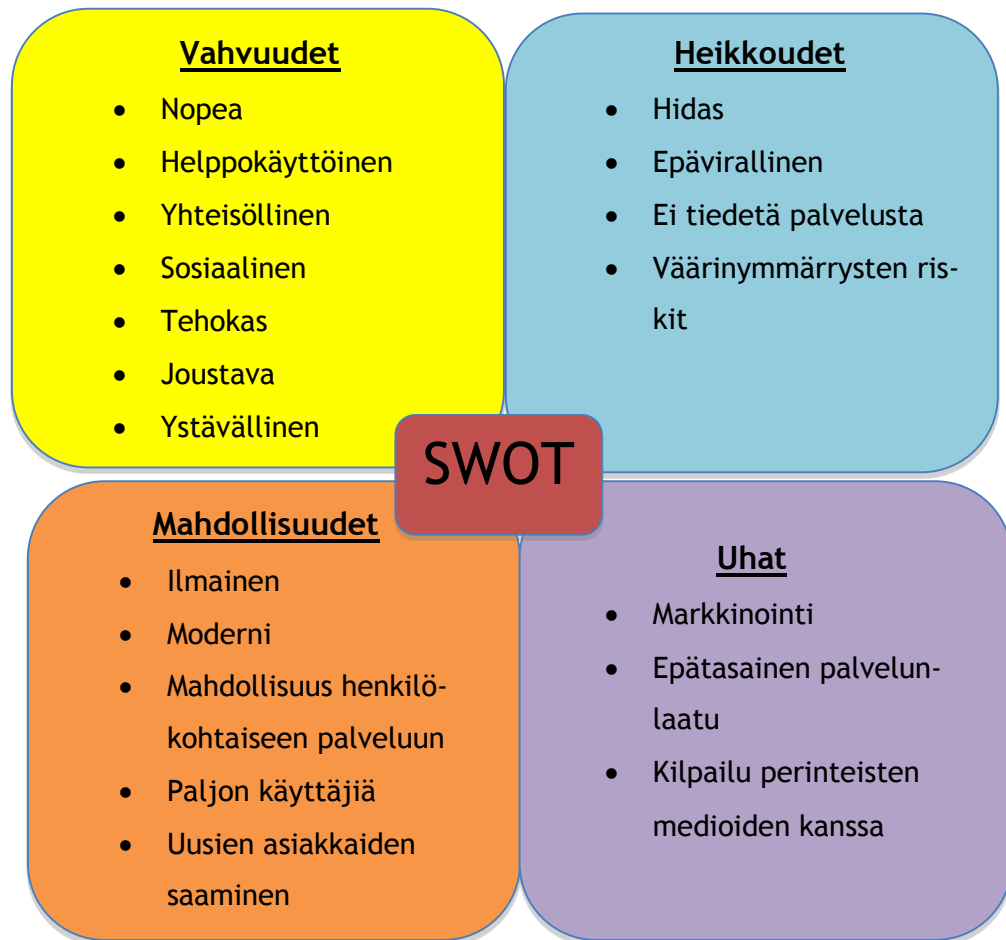 Vahvuudet
• Nopea
• Helppokäyttöinen
• Yhteisöllinen
• Sosiaalinen
• Tehokas
• Joustava
• Ystävällinen
Heikkoudet
• Hidas
• Epävirallinen
• Ei tiedetä palvelusta
• Väärinymmärrysten ris-
kit
SWOT
Mahdollisuudet
• Ilmainen
• Moderni
• Mahdollisuus henkilö-
kohtaiseen palveluun
• Paljon käyttäjiä
• Uusien asiakkaiden
saaminen
Uhat
• Markkinointi
• Epätasainen palvelun-
laatu
• Kilpailu perinteisten
medioiden kanssa